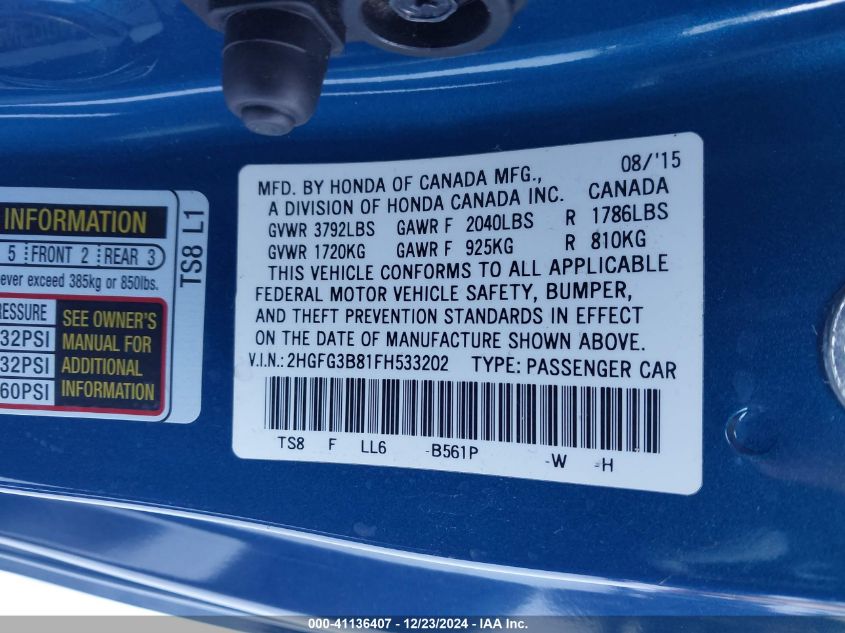 INFORMATION
TS8 L1
5 FRONT 2 REAR 3
ever exceed 385kg or 850lbs.
32PSI
32PSI
60PSI
SEE OWNER'S
MANUAL FOR
ADDITIONAL
INFORMATION
08/'15
MFD. BY HONDA OF CANADA MFG.,
A DIVISION OF HONDA CANADA INC. CANADA
GVWR 3792LBS GAWR F 2040LBS R 1786LBS
GVWR 1720KG GAWR F 925KG R 810KG
THIS VEHICLE CONFORMS TO ALL APPLICABLE
FEDERAL MOTOR VEHICLE SAFETY, BUMPER,
AND THEFT PREVENTION STANDARDS IN EFFECT
ON THE DATE OF MANUFACTURE SHOWN ABOVE.
V.I.N.: 2HGFG3B81FH533202 TYPE: PASSENGER CAR
TS8 F LL6 -B561P -W -H
000-41136407 - 12/23/2024 - IAA Inc.